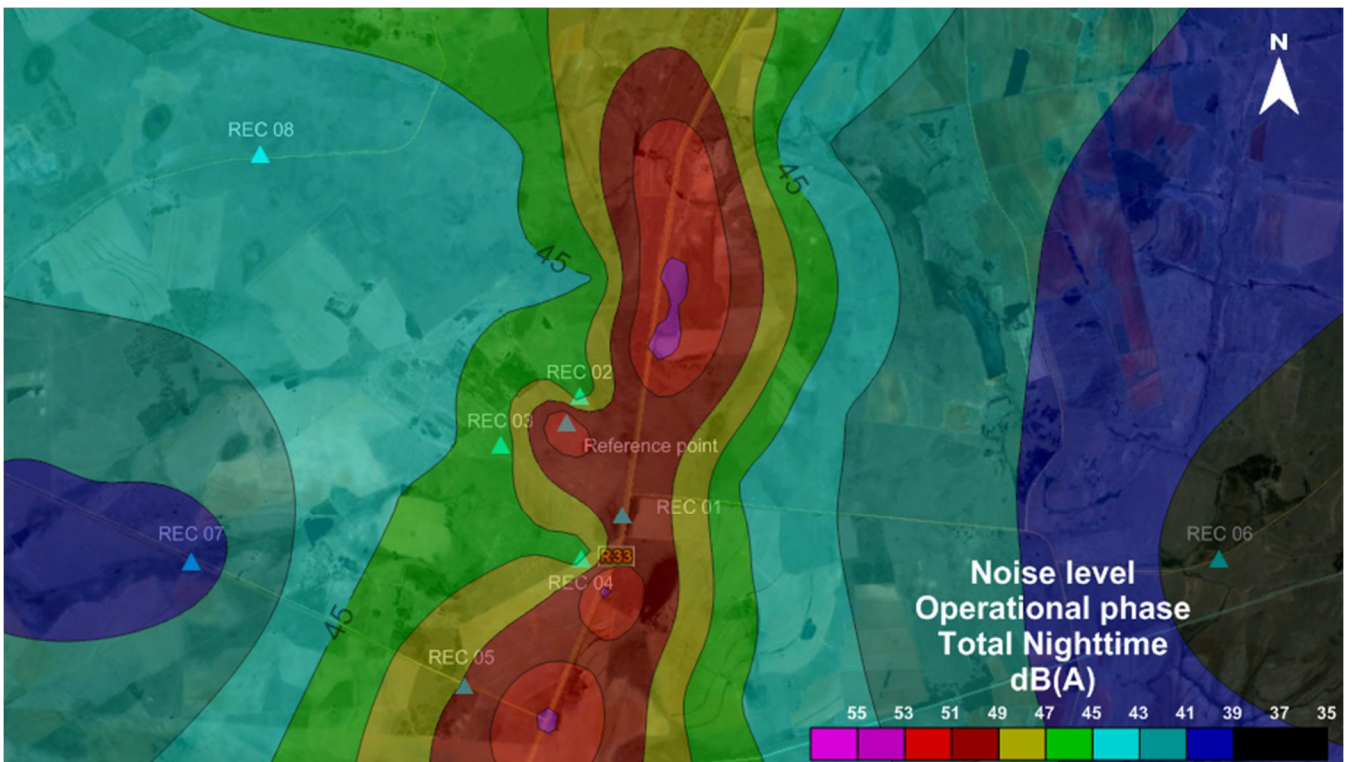 N
REC 08
45
45
REC 02
REC 03
Reference point
REC 01
REC 07
REC 06
R33
REC 04
45
REC 05
Noise level
Operational phase
Total Nighttime
dB(A)
55 53 51 49 47 45 43 41 39 37 35